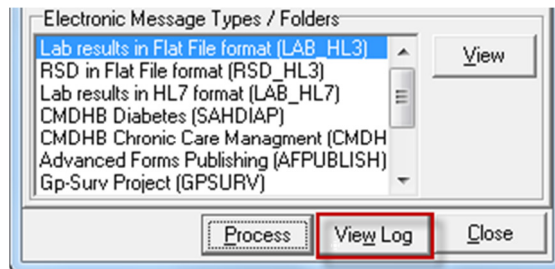 Electronic Message Types / Folders
Lab results in Flat File format (LAB_HL3)
View
RSD in Flat File format (RSD_HL3)
Lab results in HL7 format (LAB_HL7)
CMDHB Diabetes (SAHDIAP)
CMDHB Chronic Care Managment (CMDH
Advanced Forms Publishing (AFPUBLISH)
Gp-Surv Project (GPSURV)
Process View Log Close